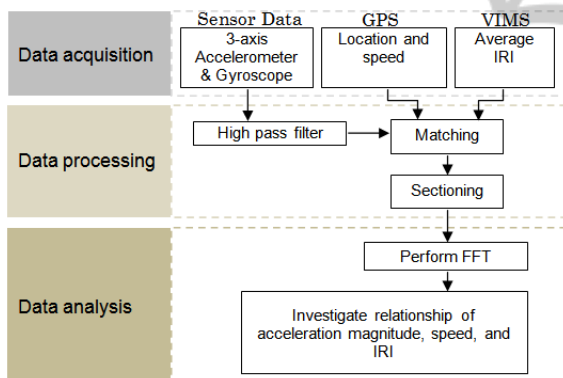 Sensor Data GPS VIMS
Data acquisition
3-axis
Accelerometer
& Gyroscope
Location and
speed
Average
IRI
Data processing
High pass filter
Matching
Sectioning
Data analysis
Perform FFT
Investigate relationship of
acceleration magnitude, speed, and
IRI